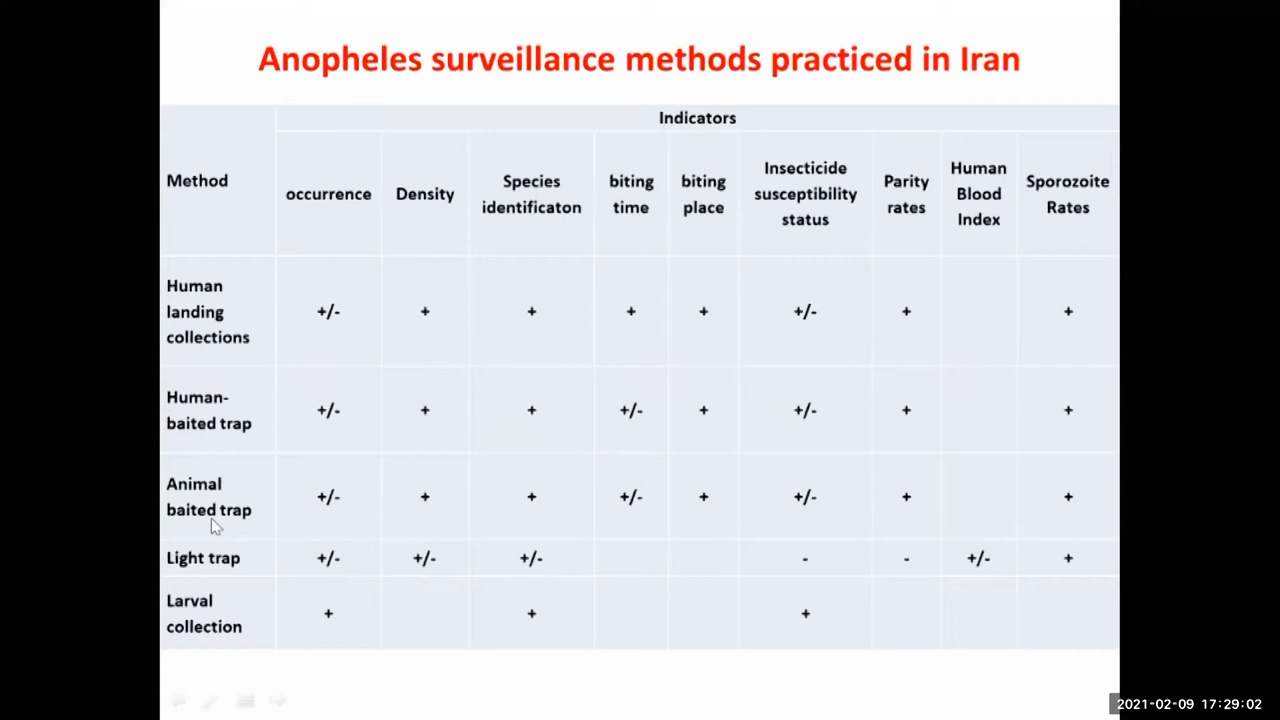 Anopheles surveillance methods practiced in Iran
Indicators
Method
occurrence
Density
Species
identificaton
biting
time
biting
place
Insecticide
susceptibility
status
Parity
rates
Human
Blood
Index
Sporozoite
Rates
Human
landing
collections
+/-
+
+
+
+
+/-
+
+
Human-
baited trap
+/-
+
+
+/-
+
+/-
+
+
Animal
baited trap
+/-
+
+
+/-
+
+/-
+
+
Light trap
+/-
+/-
+/-
-
-
+/-
+
Larval
collection
+
+
+
2021-02-09 17:29:02